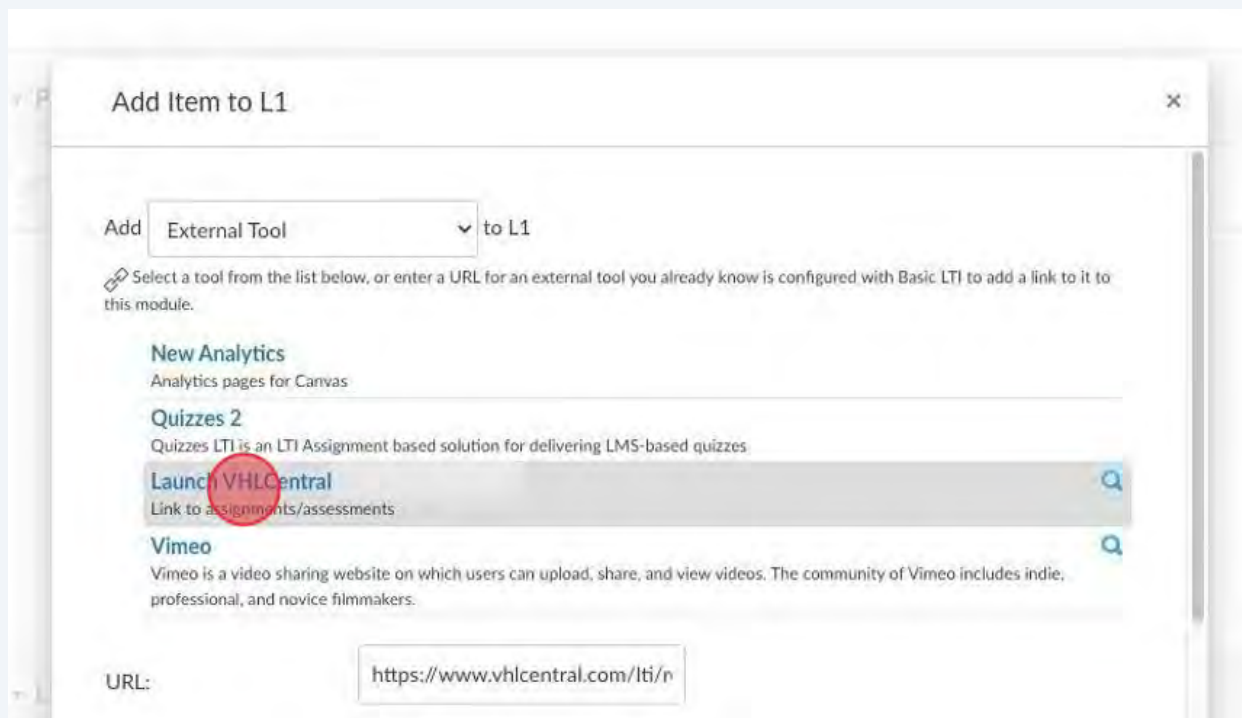 Add Item to L1
×
Add External Tool to L1
Select a tool from the list below, or enter a URL for an external tool you already know is configured with Basic LTI to add a link to it to
this module.
New Analytics
Analytics pages for Canvas
Quizzes 2
Quizzes LTI is an LTI Assignment based solution for delivering LMS-based quizzes
Launch VHLCentral
Link to assignments/assessments
Vimeo
Vimeo is a video sharing website on which users can upload, share, and view videos. The community of Vimeo includes indie,
professional, and novice filmmakers.
URL: https://www.vhlcentral.com/lti/